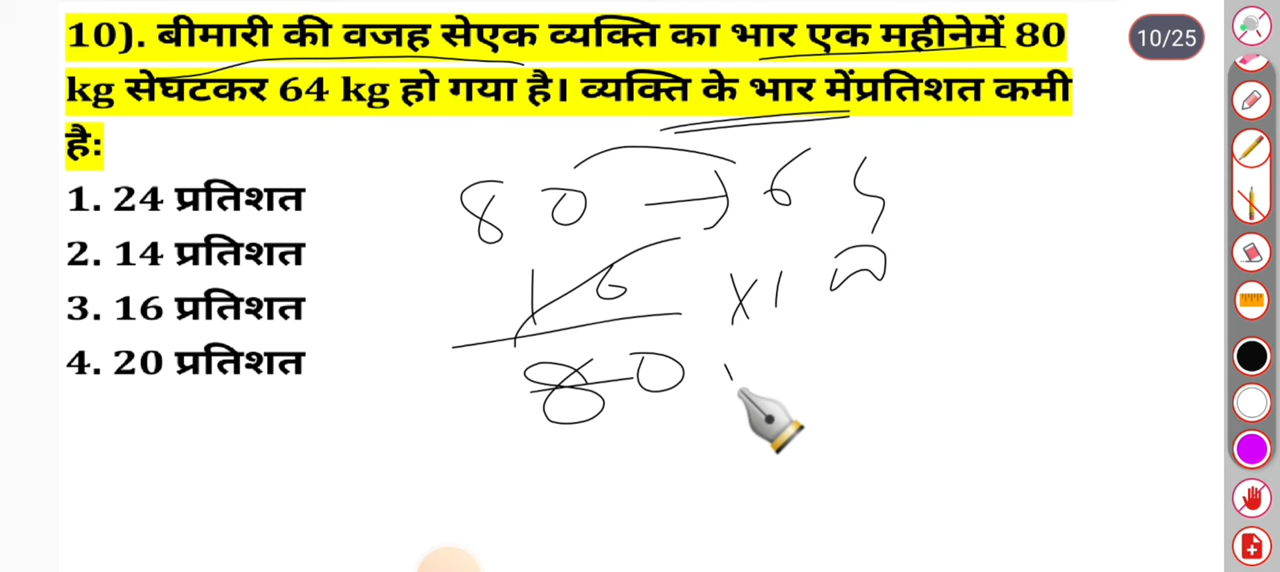 10). बीमारी की वजह सेएक व्यक्ति का भार एक महीनेमें 80
kg सेघटकर 64 kg हो गया है। व्यक्ति के भार मेंप्रतिशत कमी
है:
1. 24 प्रतिशत
2. 14 प्रतिशत
3. 16 प्रतिशत
4. 20 प्रतिशत
80 → 64
16 × 100
80
10/25